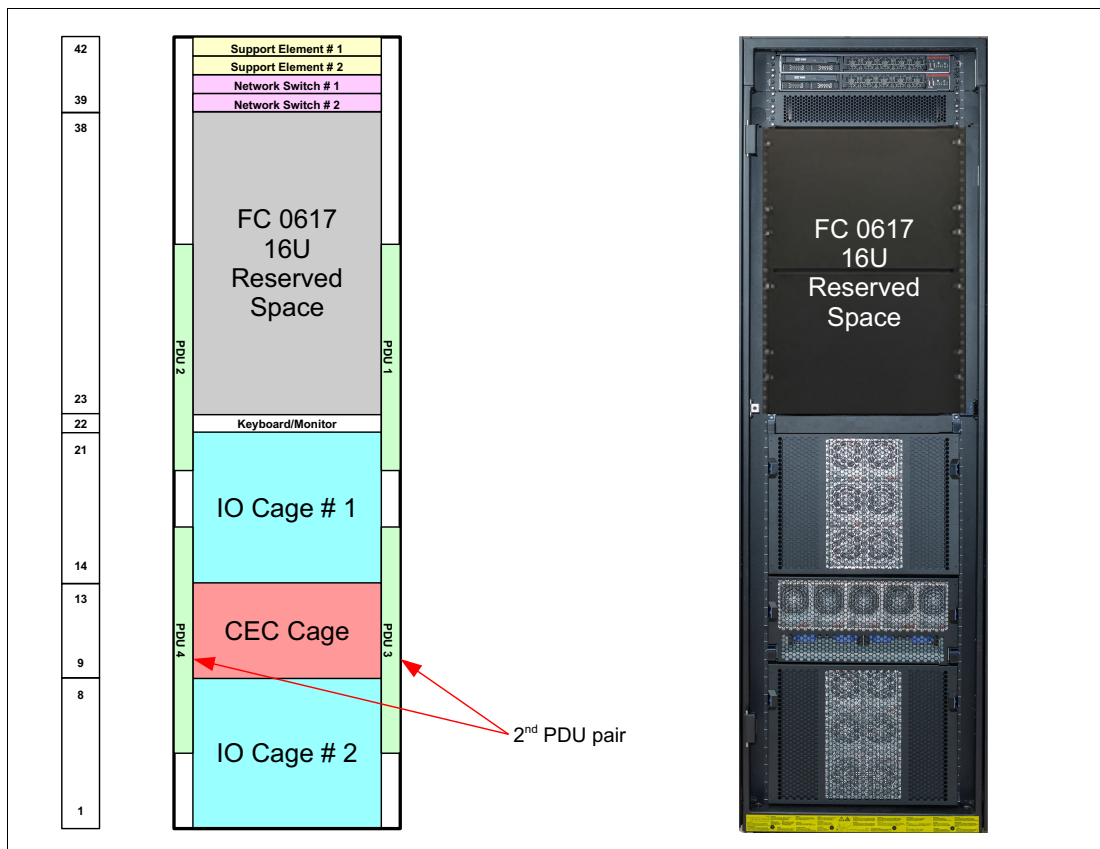 42
39
38
23
22
21
14
13
9
8
1
Support Element # 1
Support Element # 2
Network Switch # 1
Network Switch # 2
FC 0617
16U
Reserved
Space
PDU 2
PDU 1
Keyboard/Monitor
IO Cage # 1
CEC Cage
PDU 4
PDU 3
IO Cage # 2
2nd PDU pair
FC 0617
16U
Reserved
Space